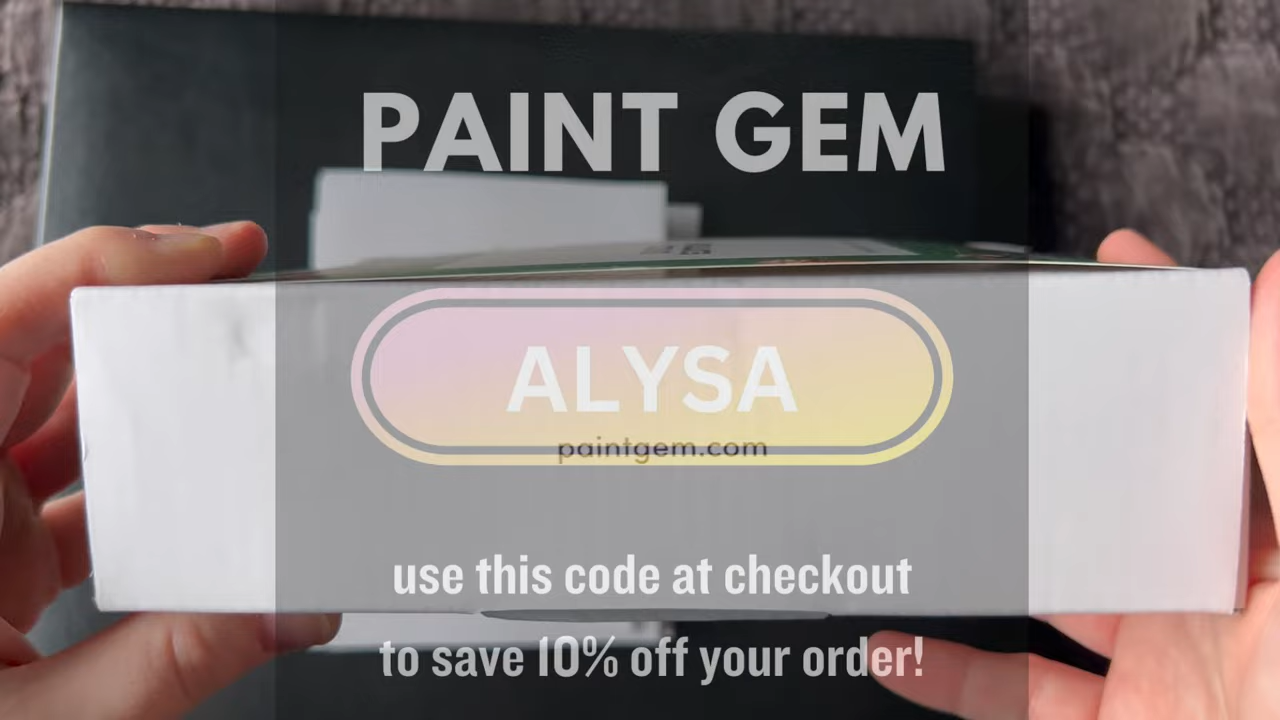 PAINT GEM
ALYSA
paintgem.com
use this code at checkout
to save 10% off your order!